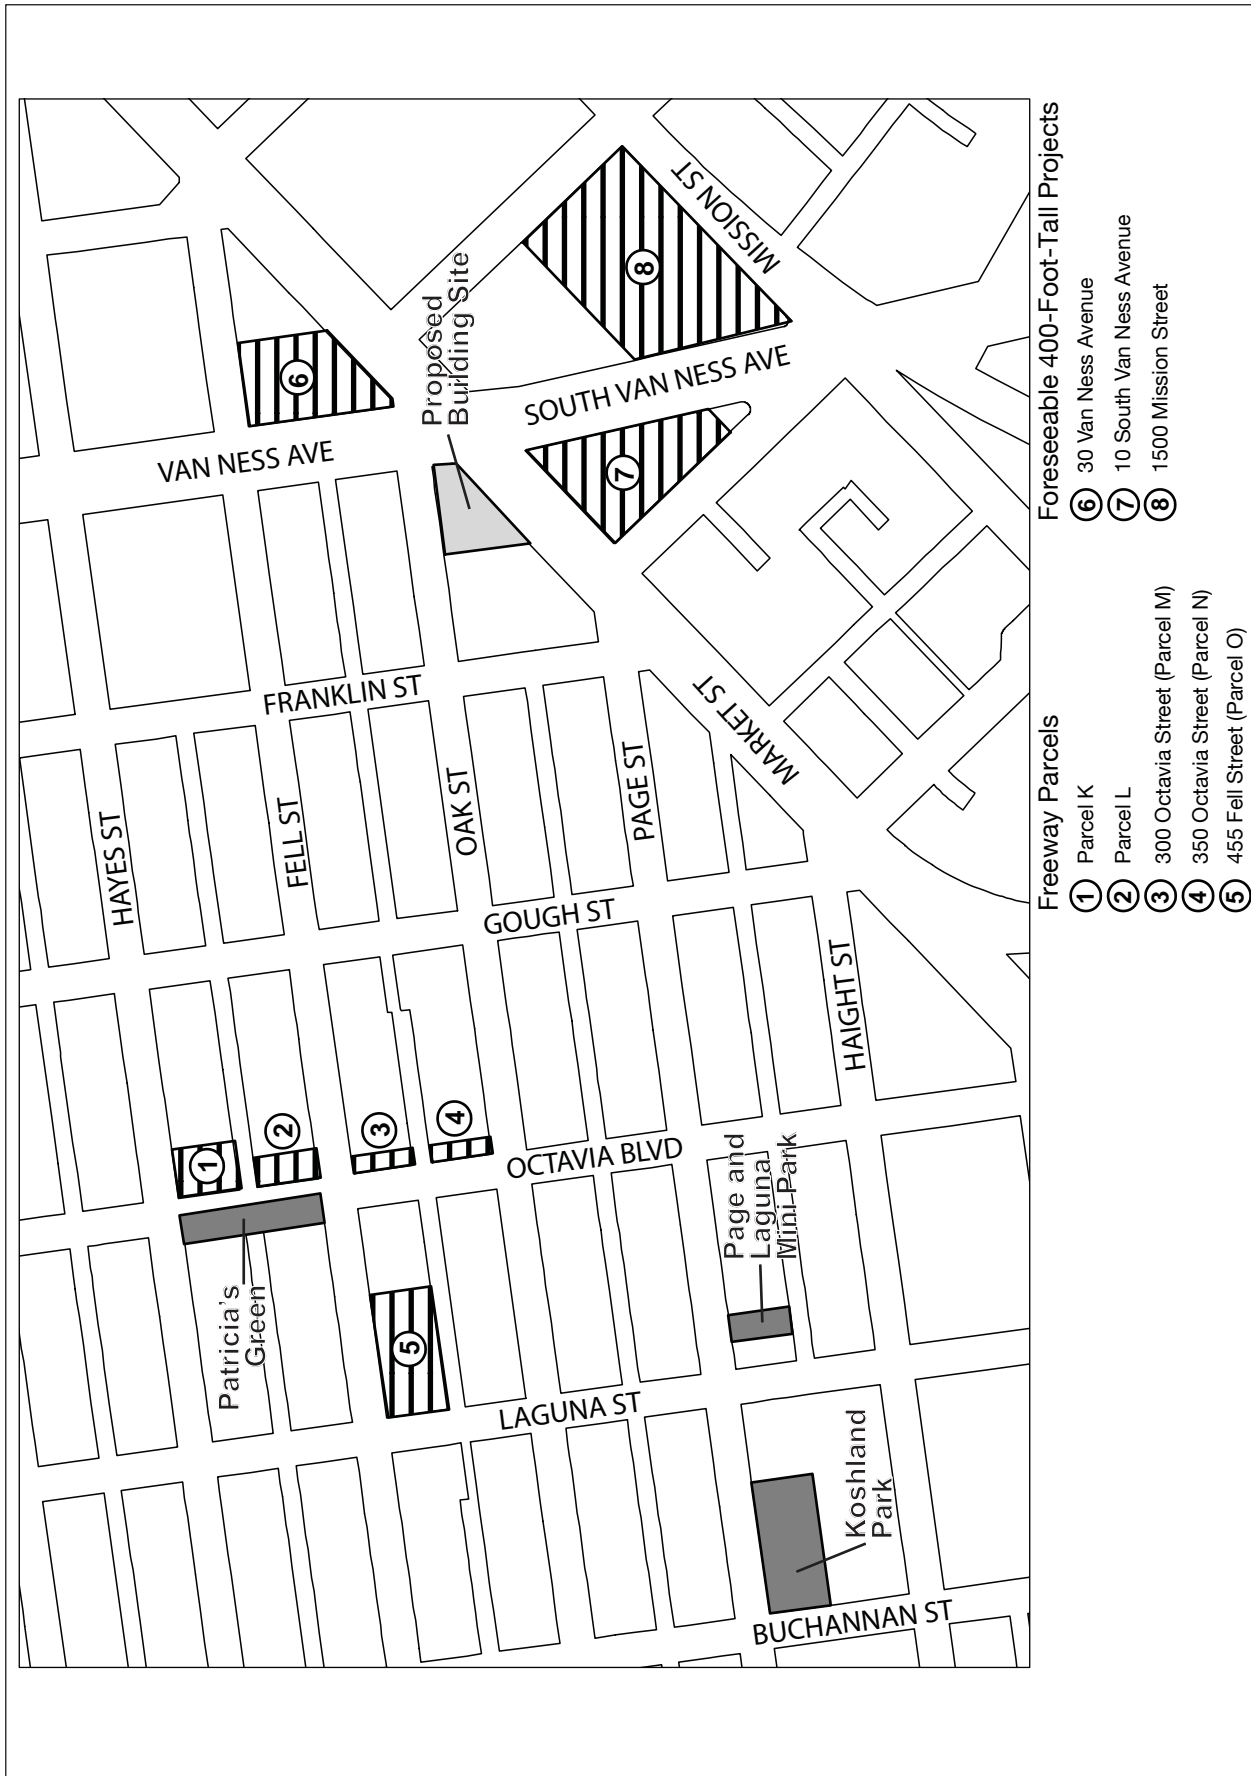 HAYES ST
FELL ST
OAK ST
PAGE ST
HAIGHT ST
MARKET ST
MISSION ST
BUCHANNAN ST
LAGUNA ST
OCTAVIA BLVD
GOUGH ST
FRANKLIN ST
VAN NESS AVE
SOUTH VAN NESS AVE
Patricia's
Green
Koshland
Park
Page and
Laguna
Mini Park
Proposed
Building Site
1
2
3
4
5
6
7
8
Freeway Parcels
1 Parcel K
2 Parcel L
3 300 Octavia Street (Parcel M)
4 350 Octavia Street (Parcel N)
5 455 Fell Street (Parcel O)
Foreseeable 400-Foot-Tall Projects
6 30 Van Ness Avenue
7 10 South Van Ness Avenue
8 1500 Mission Street